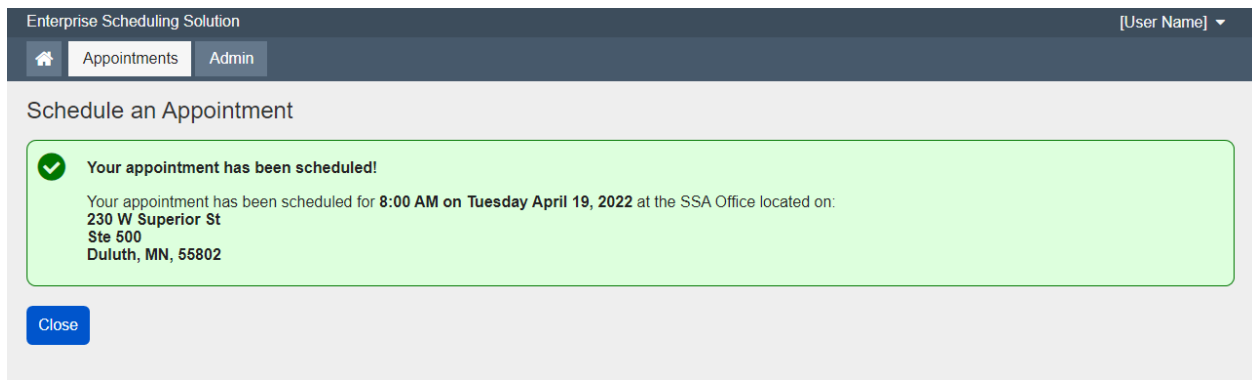 Enterprise Scheduling Solution
[User Name]
Appointments
Admin
Schedule an Appointment
Your appointment has been scheduled!
Your appointment has been scheduled for 8:00 AM on Tuesday April 19, 2022 at the SSA Office located on:
230 W Superior St
Ste 500
Duluth, MN, 55802
Close